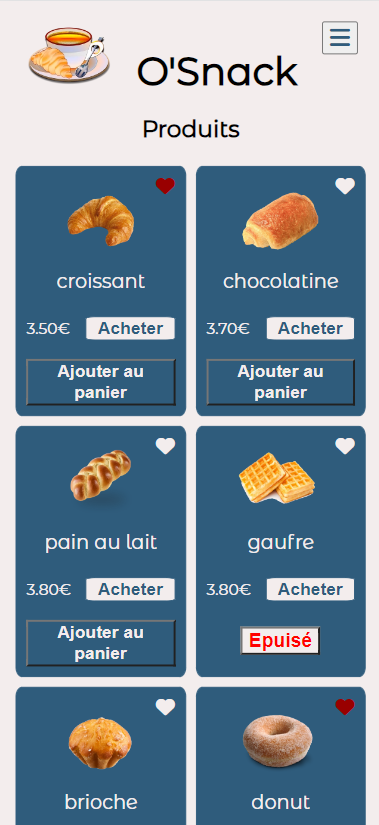 O'Snack
Produits
croissant
3.50€ Acheter
Ajouter au
panier
chocolatine
3.70€ Acheter
Ajouter au
panier
pain au lait
3.80€ Acheter
Ajouter au
panier
gaufre
3.80€ Acheter
Epuisé
brioche
donut